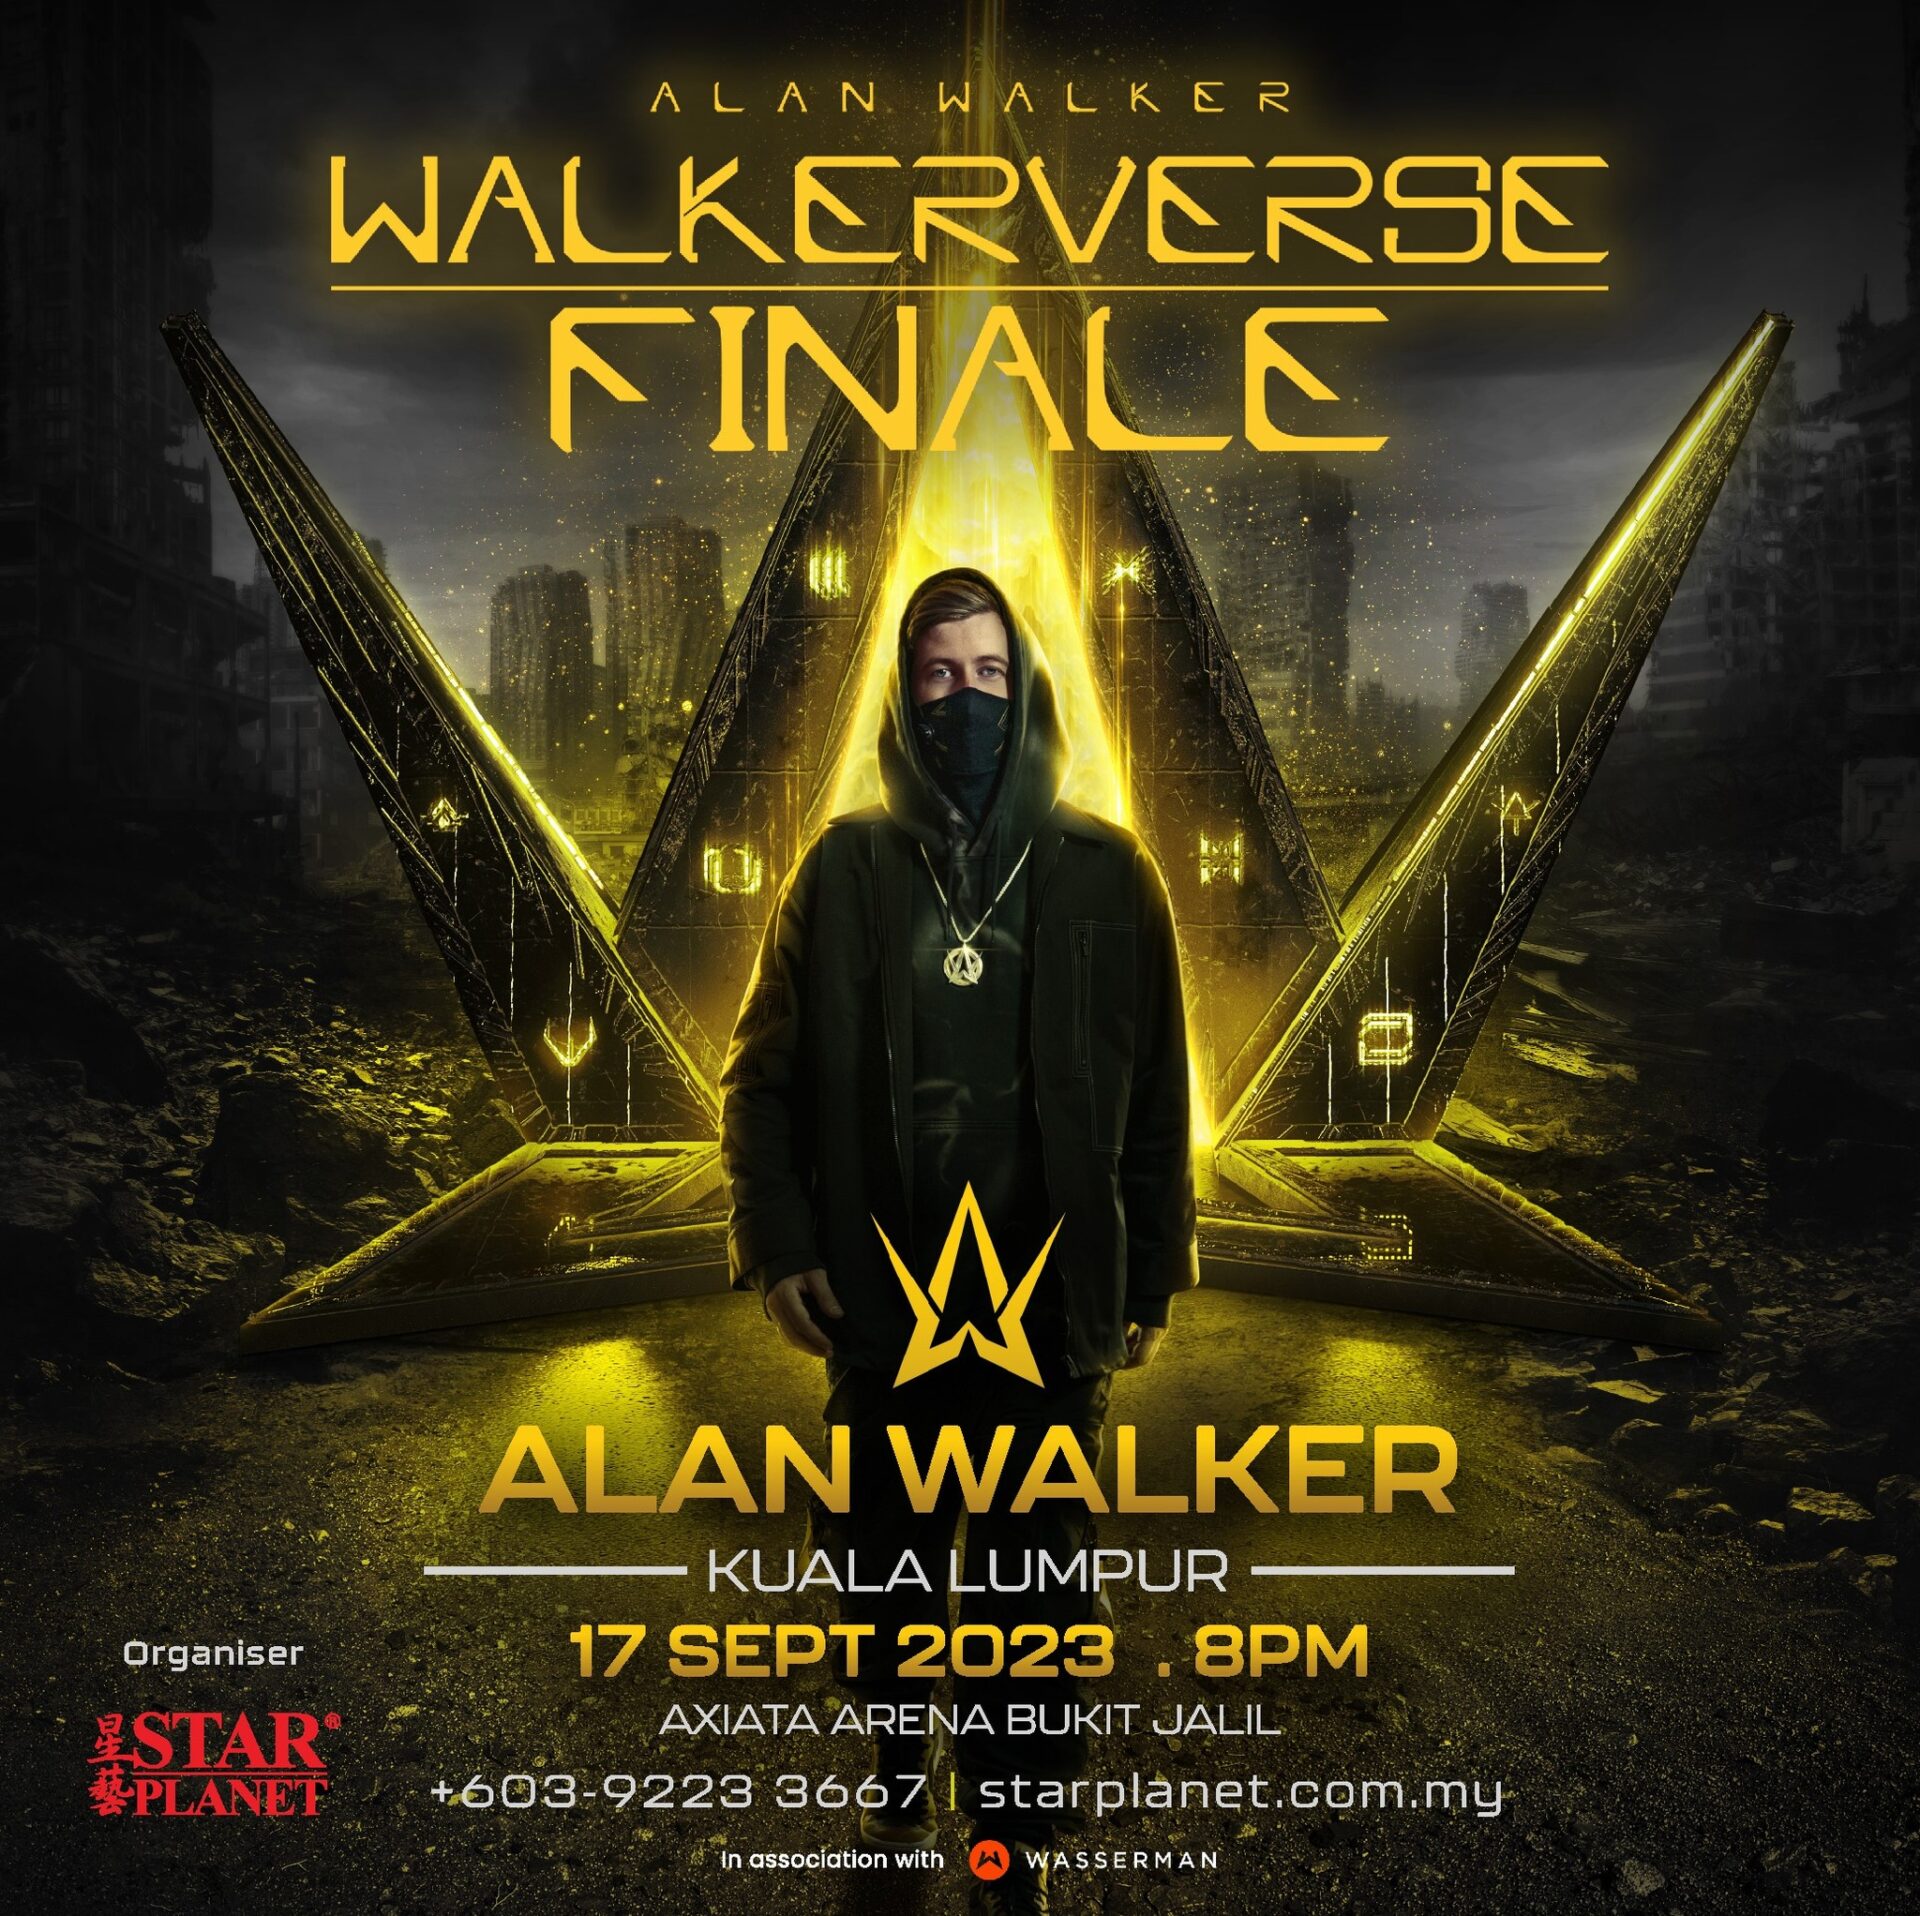 ALAN WALKER
WALKERVERSE
FINALE
ALAN WALKER
KUALA LUMPUR
17 SEPT 2023 . 8PM
AXIATA ARENA BUKIT JALIL
+603-9223 3667 | starplanet.com.my
In association with WASSERMAN
Organiser
星藝 STAR PLANET®